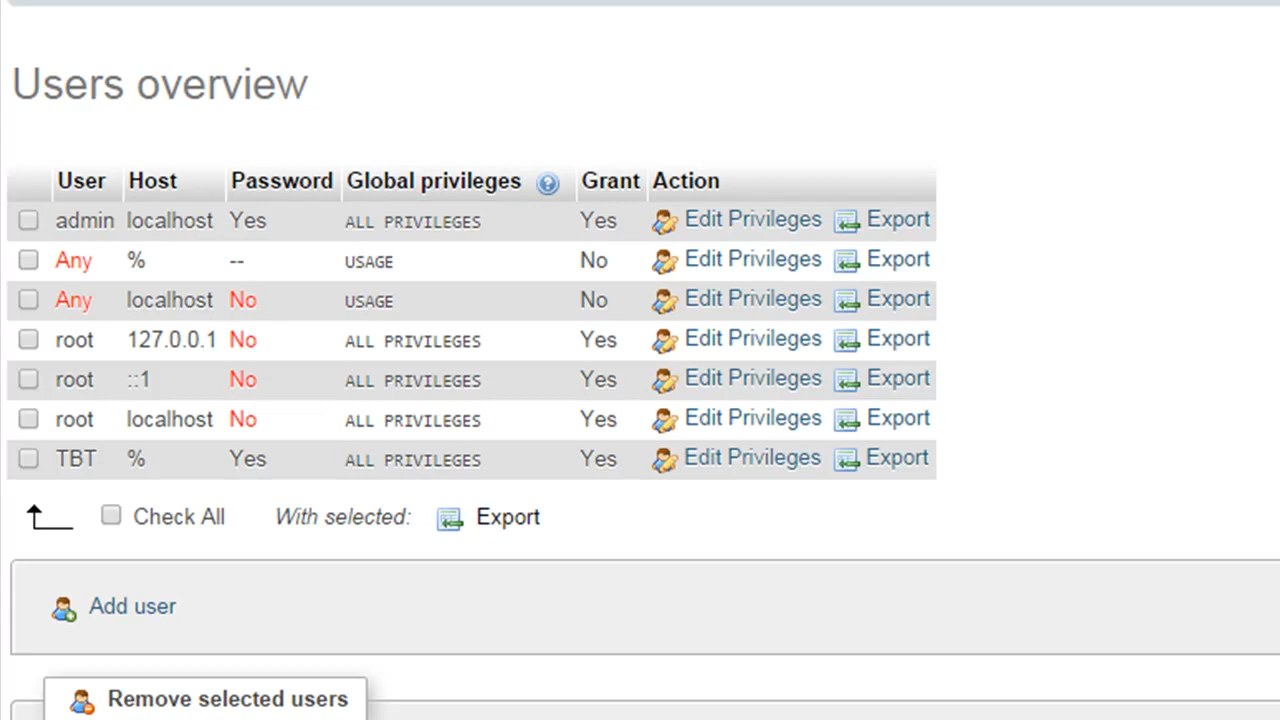 Users overview
User Host Password Global privileges Grant Action
admin localhost Yes ALL PRIVILEGES Yes Edit Privileges Export
Any % -- USAGE No Edit Privileges Export
Any localhost No USAGE No Edit Privileges Export
root 127.0.0.1 No ALL PRIVILEGES Yes Edit Privileges Export
root ::1 No ALL PRIVILEGES Yes Edit Privileges Export
root localhost No ALL PRIVILEGES Yes Edit Privileges Export
TBT % Yes ALL PRIVILEGES Yes Edit Privileges Export
Check All With selected: Export
Add user
Remove selected users